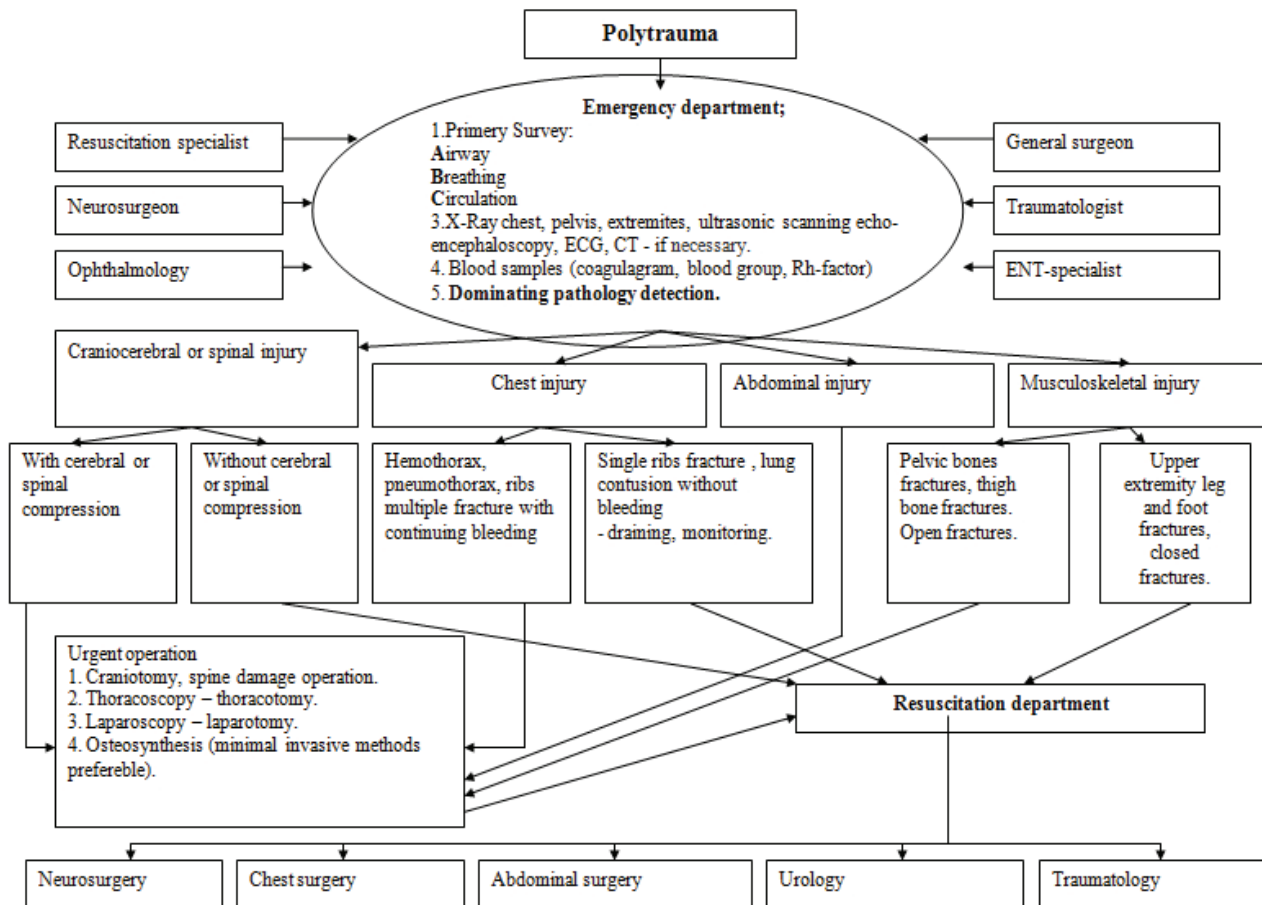 Polytrauma
Emergency department;
1.Primery Survey:
Airway
Breathing
Circulation
3.X-Ray chest, pelvis, extremites, ultrasonic scanning echo-
encephaloscopy, ECG, CT - if necessary.
4. Blood samples (coagulagram, blood group, Rh-factor)
5. Dominating pathology detection.
Resuscitation specialist
Neurosurgeon
Ophthalmology
General surgeon
Traumatologist
ENT-specialist
Craniocerebral or spinal injury
Chest injury
Abdominal injury
Musculoskeletal injury
With cerebral or
spinal
compression
Without cerebral
or spinal
compression
Hemothorax,
pneumothorax, ribs
multiple fracture with
continuing bleeding
Single ribs fracture , lung
contusion without
bleeding
- draining, monitoring.
Pelvic bones
fractures, thigh
bone fractures.
Open fractures.
Upper
extremity leg
and foot
fractures,
closed
fractures.
Urgent operation
1. Craniotomy, spine damage operation.
2. Thoracoscopy – thoracotomy.
3. Laparoscopy – laparotomy.
4. Osteosynthesis (minimal invasive methods
prefereble).
Resuscitation department
Neurosurgery
Chest surgery
Abdominal surgery
Urology
Traumatology